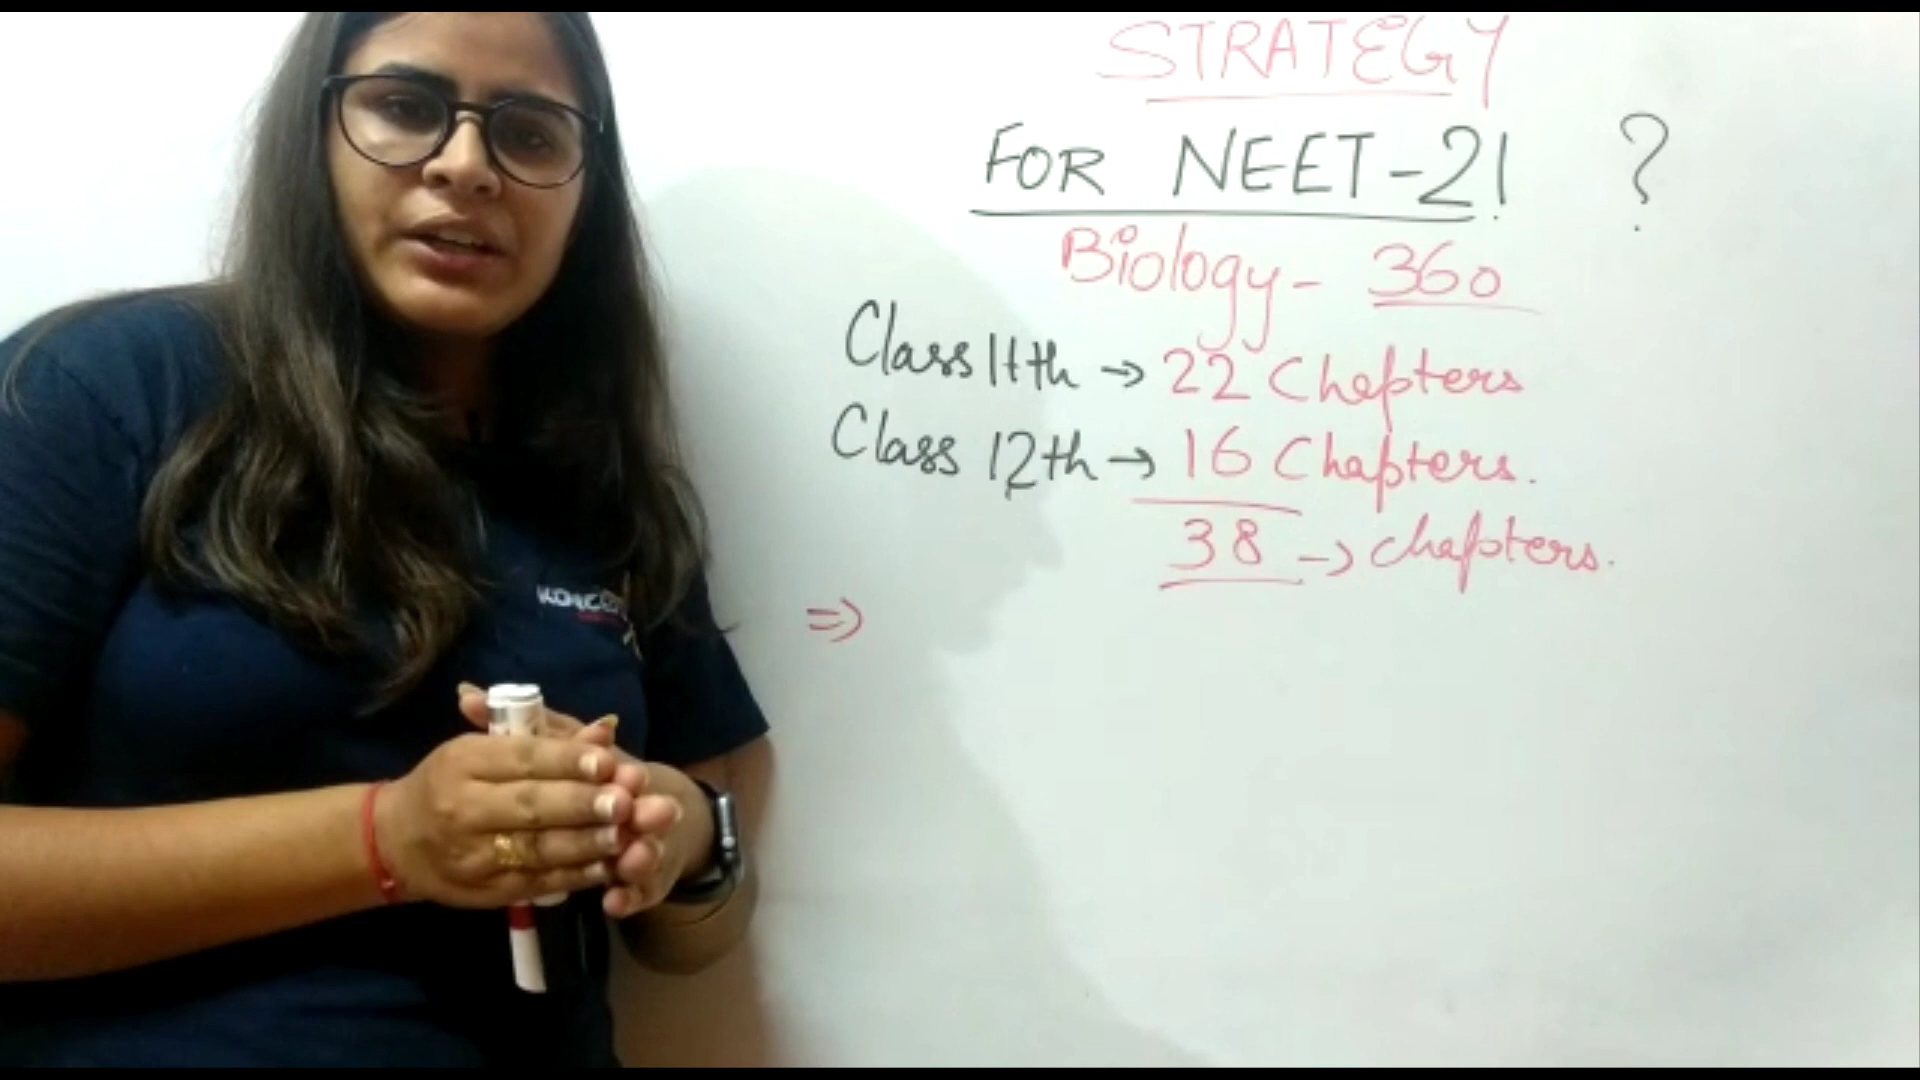 STRATEGY
FOR NEET-21 ?
Biology - 360
Class 11th → 22 Chapters
Class 12th → 16 Chapters.
38 → chapters.
⇒